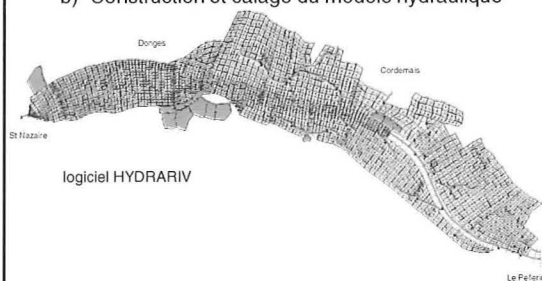 b) Construction et calage du modèle hydraulique
Donges
Cordemais
St Nazaire
logiciel HYDRARIV
Le Pellerin